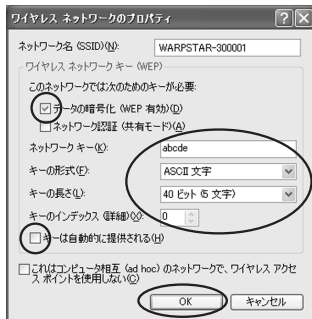 ワイヤレス ネットワークのプロパティ
ネットワーク名 (SSID)(N): WARPSTAR-300001
ワイヤレス ネットワーク キー (WEP)
このネットワークでは次のためのキーが必要:
データの暗号化 (WEP 有効)(D)
ネットワーク認証 (共有モード)(A)
ネットワーク キー(K): abcde
キーの形式(F): ASCII 文字
キーの長さ(L): 40 ビット (5 文字)
キーのインデックス (詳細)(X): 0
キーは自動的に提供される(H)
これはコンピュータ相互 (ad hoc) のネットワークで、ワイヤレス アクセ
ス ポイントを使用しない(C)
OK キャンセル